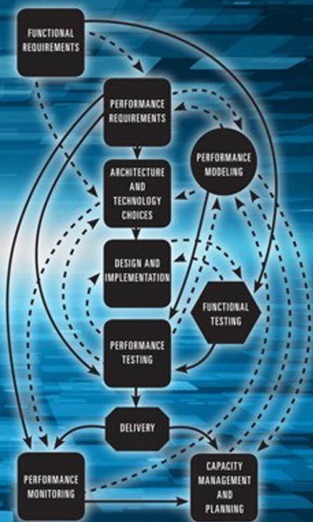 FUNCTIONAL
REQUIREMENTS
PERFORMANCE
REQUIREMENTS
PERFORMANCE
MODELING
ARCHITECTURE
AND
TECHNOLOGY
CHOICES
DESIGN AND
IMPLEMENTATION
FUNCTIONAL
TESTING
PERFORMANCE
TESTING
DELIVERY
PERFORMANCE
MONITORING
CAPACITY
MANAGEMENT
AND
PLANNING